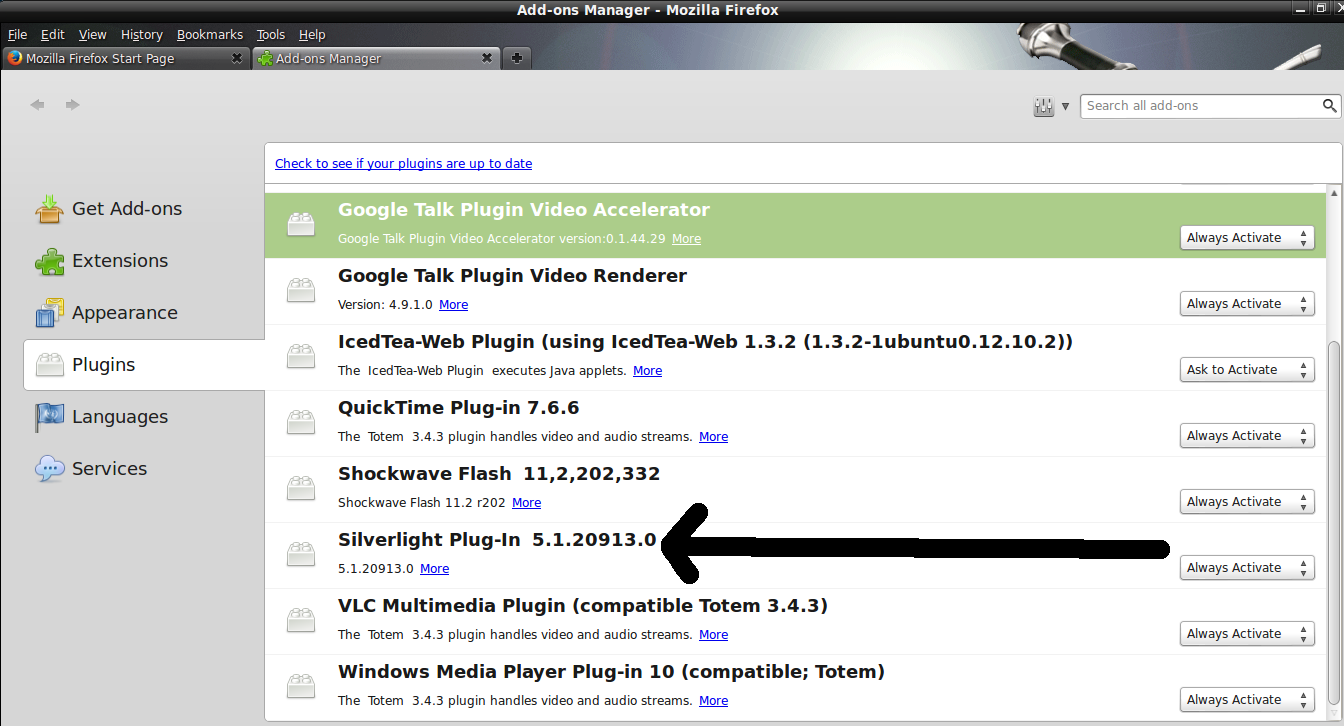 Add-ons Manager - Mozilla Firefox
File Edit View History Bookmarks Tools Help
Mozilla Firefox Start Page
Add-ons Manager
Search all add-ons
Check to see if your plugins are up to date
Get Add-ons
Extensions
Appearance
Plugins
Languages
Services
Google Talk Plugin Video Accelerator
Google Talk Plugin Video Accelerator version:0.1.44.29 More
Always Activate
Google Talk Plugin Video Renderer
Version: 4.9.1.0 More
Always Activate
IcedTea-Web Plugin (using IcedTea-Web 1.3.2 (1.3.2-1ubuntu0.12.10.2))
The IcedTea-Web Plugin executes Java applets. More
Ask to Activate
QuickTime Plug-in 7.6.6
The Totem 3.4.3 plugin handles video and audio streams. More
Always Activate
Shockwave Flash 11,2,202,332
Shockwave Flash 11.2 r202 More
Always Activate
Silverlight Plug-In 5.1.20913.0
5.1.20913.0 More
Always Activate
VLC Multimedia Plugin (compatible Totem 3.4.3)
The Totem 3.4.3 plugin handles video and audio streams. More
Always Activate
Windows Media Player Plug-in 10 (compatible; Totem)
The Totem 3.4.3 plugin handles video and audio streams. More
Always Activate